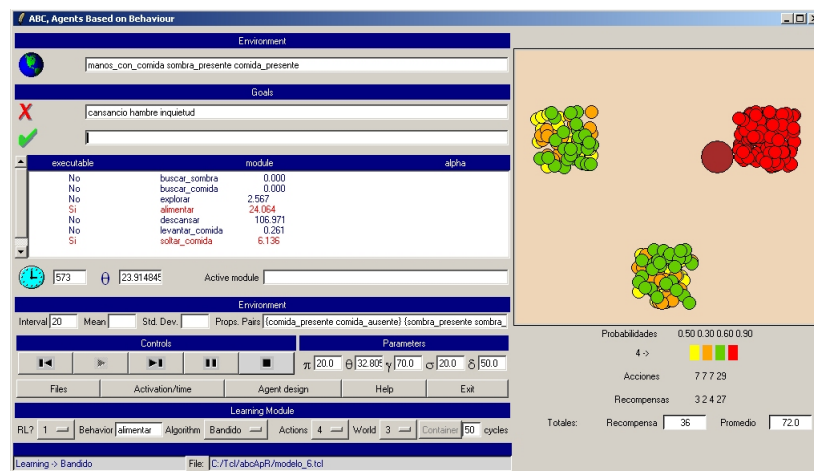 ABC, Agents Based on Behaviour
Environment
manos_con_comida sombra_presente comida_presente
Goals
cansancio hambre inquietud
executable module alpha
No buscar_sombra 0.000
No buscar_comida 0.000
No explorar 2.567
Si alimentar 24.064
No descansar 106.971
No levantar_comida 0.261
Si soltar_comida 6.136
573 θ 23.914845 Active module
Environment
Interval 20 Mean Std. Dev. Props. Pairs {comida_presente comida_ausente} {sombra_presente sombra_
Controls Parameters
π 20.0 θ 32.805 γ 70.0 σ 20.0 δ 50.0
Files Activation/time Agent design Help Exit
Learning Module
RL? 1 Behavior alimentar Algorithm Bandido Actions 4 World 3 Container 50 cycles
Learning -> Bandido File: C:/Tcl/abcApR/modelo_6.tcl
Probabilidades 0.50 0.30 0.60 0.90
4 ->
Acciones 7 7 7 29
Recompensas 3 2 4 27
Totales: Recompensa 36 Promedio 72.0